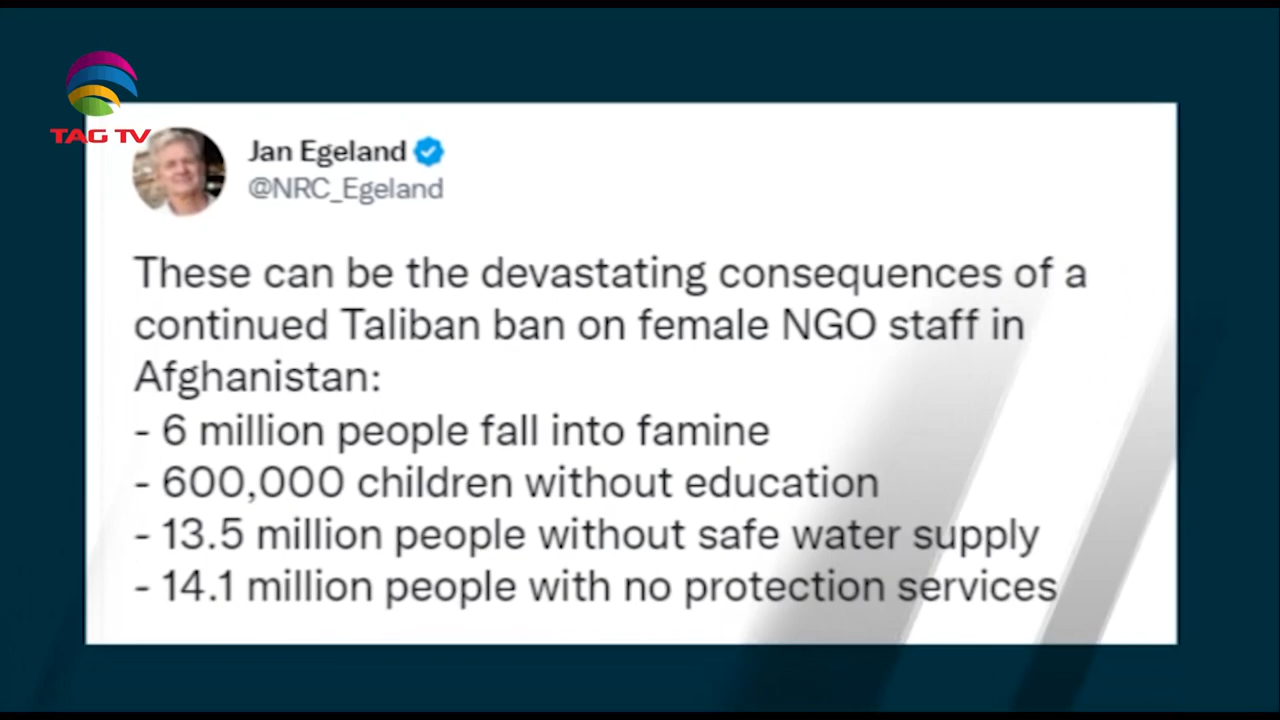 TAG TV
Jan Egeland
@NRC_Egeland
These can be the devastating consequences of a
continued Taliban ban on female NGO staff in
Afghanistan:
- 6 million people fall into famine
- 600,000 children without education
- 13.5 million people without safe water supply
- 14.1 million people with no protection services